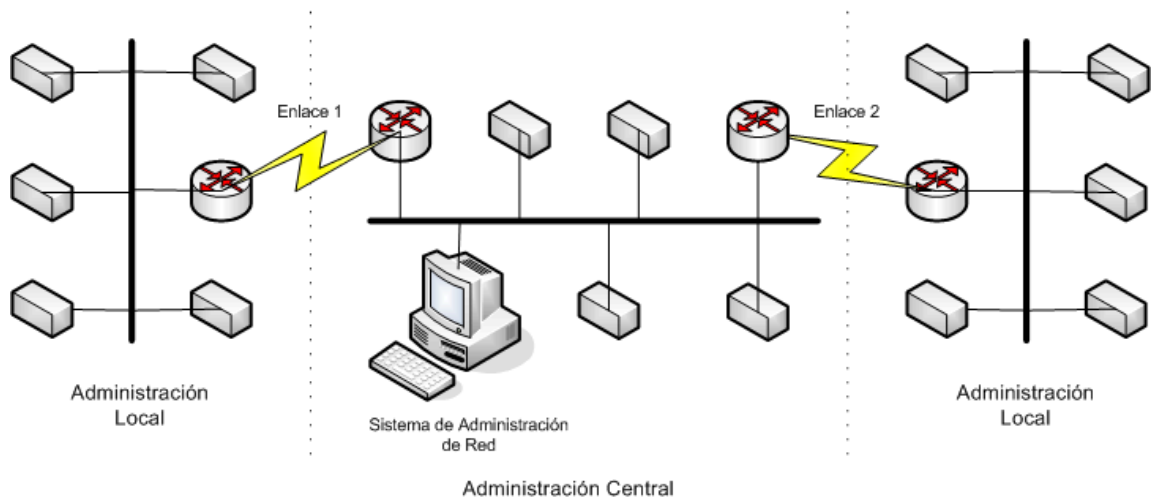 Enlace 1
Enlace 2
Administración
Local
Sistema de Administración
de Red
Administración
Local
Administración Central